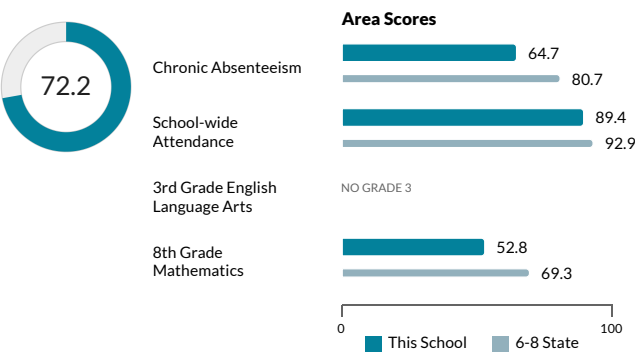 Area Scores
72.2
Chronic Absenteeism
64.7
80.7
School-wide
Attendance
89.4
92.9
3rd Grade English
Language Arts
NO GRADE 3
8th Grade
Mathematics
52.8
69.3
0
100
This School
6-8 State